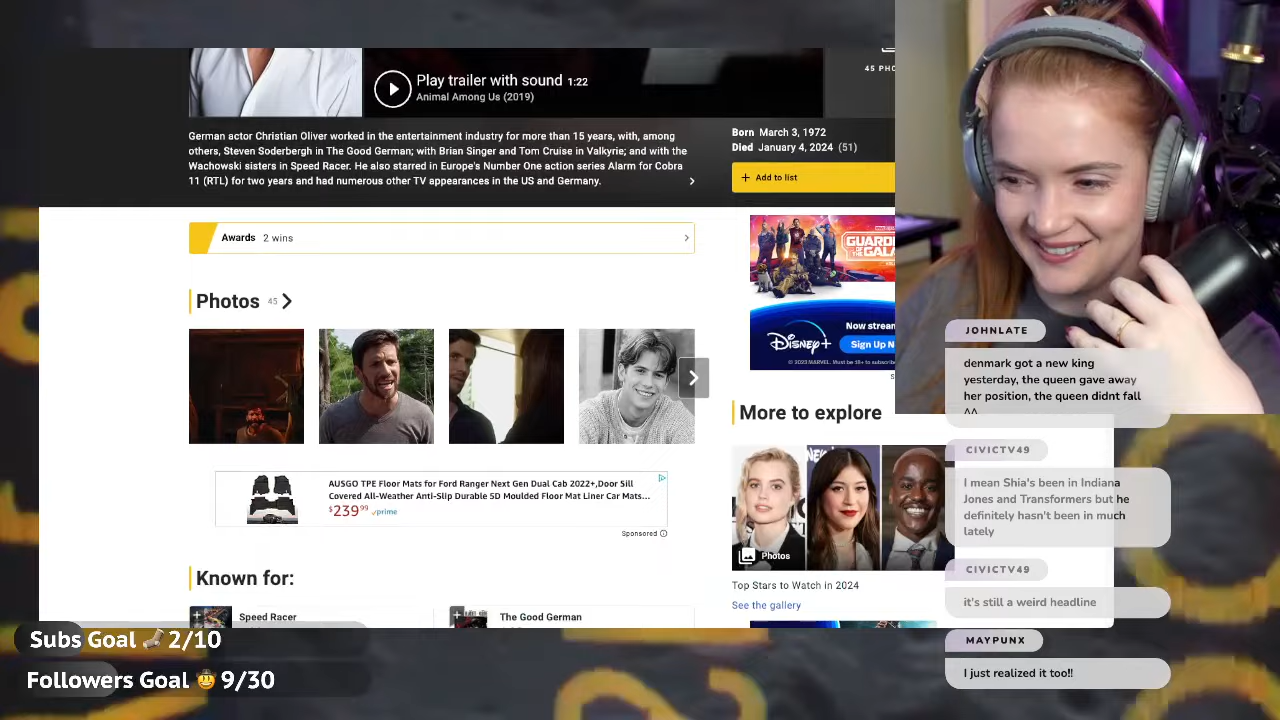 Play trailer with sound 1:22
Animal Among Us (2019)
45 PHO
German actor Christian Oliver worked in the entertainment industry for more than 15 years, with, among
others, Steven Soderbergh in The Good German; with Brian Singer and Tom Cruise in Valkyrie; and with the
Wachowski sisters in Speed Racer. He also starred in Europe's Number One action series Alarm for Cobra
11 (RTL) for two years and had numerous other TV appearances in the US and Germany.
Born March 3, 1972
Died January 4, 2024 (51)
+ Add to list
Awards 2 wins
Photos 45
GUARD
OF THE
GALA
Disney+
Now strea
Sign Up N
© 2023 MARVEL. Must be 18+ to subscribe
S
AUSGO TPE Floor Mats for Ford Ranger Next Gen Dual Cab 2022+,Door Sill
Covered All-Weather Anti-Slip Durable 5D Moulded Floor Mat Liner Car Mats...
$239⁹⁹ prime
Sponsored
More to explore
Photos
Top Stars to Watch in 2024
See the gallery
Known for:
Speed Racer
The Good German
JOHNLATE
denmark got a new king
yesterday, the queen gave away
her position, the queen didnt fall
^^
CIVICTV49
I mean Shia's been in Indiana
Jones and Transformers but he
definitely hasn't been in much
lately
CIVICTV49
it's still a weird headline
MAYPUNX
I just realized it too!!
Subs Goal 2/10
Followers Goal 🤠 9/30